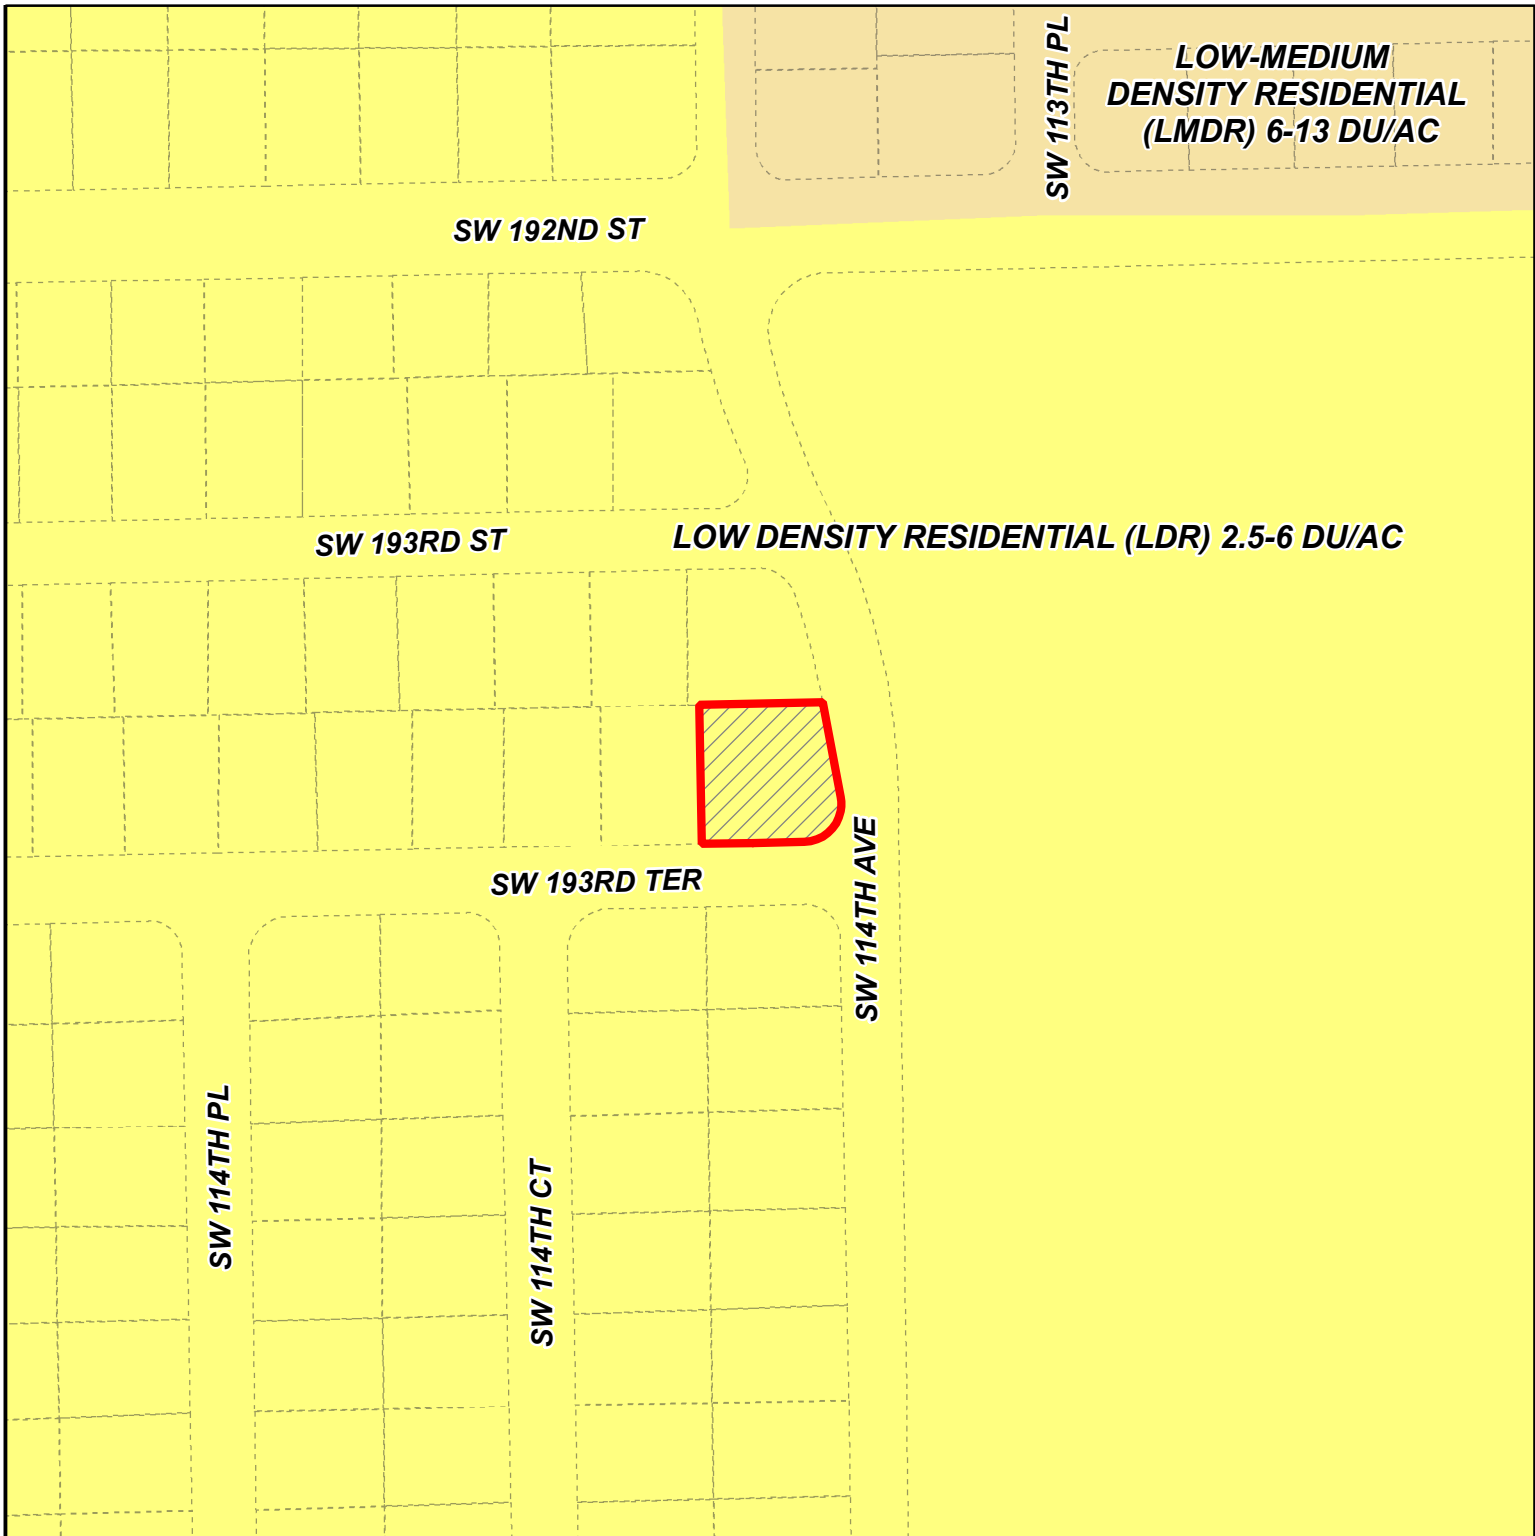 SW 113TH PL
LOW-MEDIUM
DENSITY RESIDENTIAL
(LMDR) 6-13 DU/AC
SW 192ND ST
SW 193RD ST
LOW DENSITY RESIDENTIAL (LDR) 2.5-6 DU/AC
SW 193RD TER
SW 114TH AVE
SW 114TH PL
SW 114TH CT